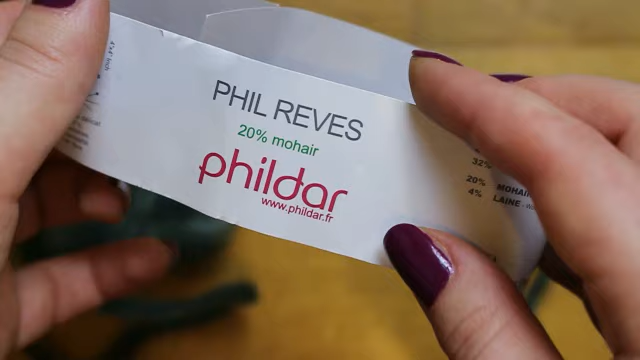 PHIL REVES
20% mohair
phildar
www.phildar.fr
32%
20% MOHAIR
4% LAINE